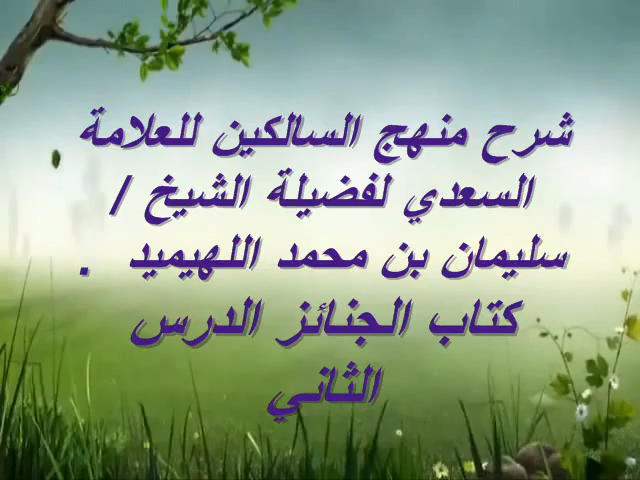 شرح منهج السالكين للعلامة
السعدي لفضيلة الشيخ /
سليمان بن محمد اللهيميد .
كتاب الجنائز الدرس
الثاني